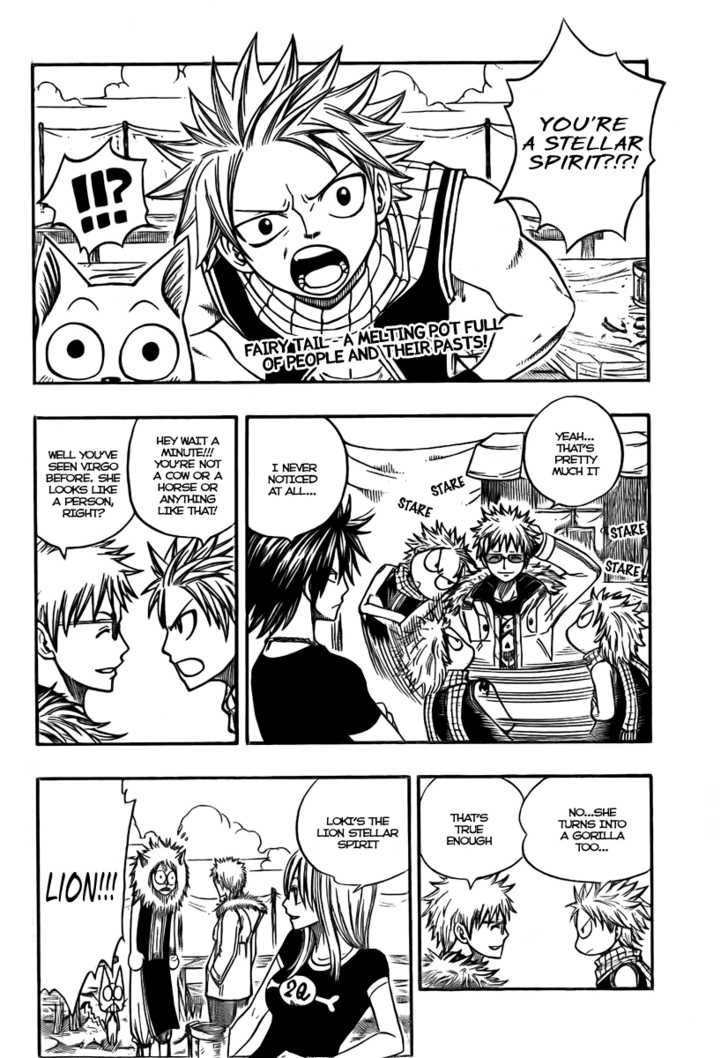 YOU'RE
A STELLAR
SPIRIT???!
!!?
FAIRY TAIL - A MELTING POT FULL
OF PEOPLE AND THEIR PASTS!
YEAH...
THAT'S
PRETTY
MUCH IT
STARE
STARE
STARE
STARE
I NEVER
NOTICED
AT ALL...
HEY WAIT A
MINUTE!!!
YOU'RE NOT
A COW OR A
HORSE OR
ANYTHING
LIKE THAT!
WELL YOU'VE
SEEN VIRGO
BEFORE. SHE
LOOKS LIKE
A PERSON,
RIGHT?
NO...SHE
TURNS INTO
A GORILLA
TOO...
THAT'S
TRUE
ENOUGH
LOKI'S THE
LION STELLAR
SPIRIT
LION!!!
20